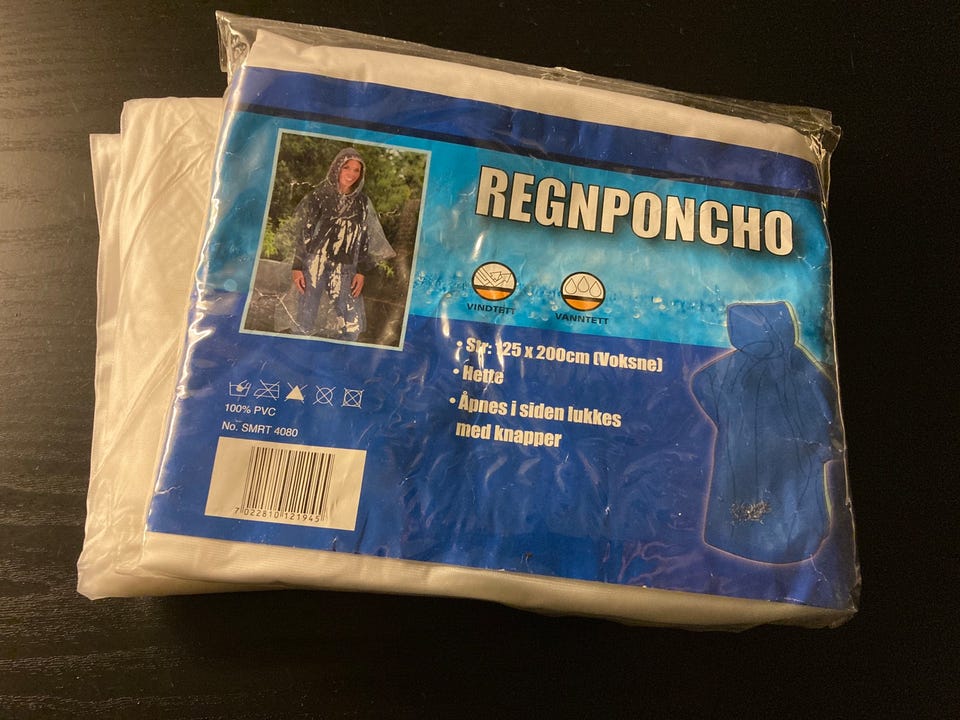 REGNPONCHO
VINDTETT
VANNTETT
• Str: 125 x 200cm (Voksne)
• Hette
• Åpnes i siden lukkes
med knapper
100% PVC
No. SMRT 4080
7 022810 121945